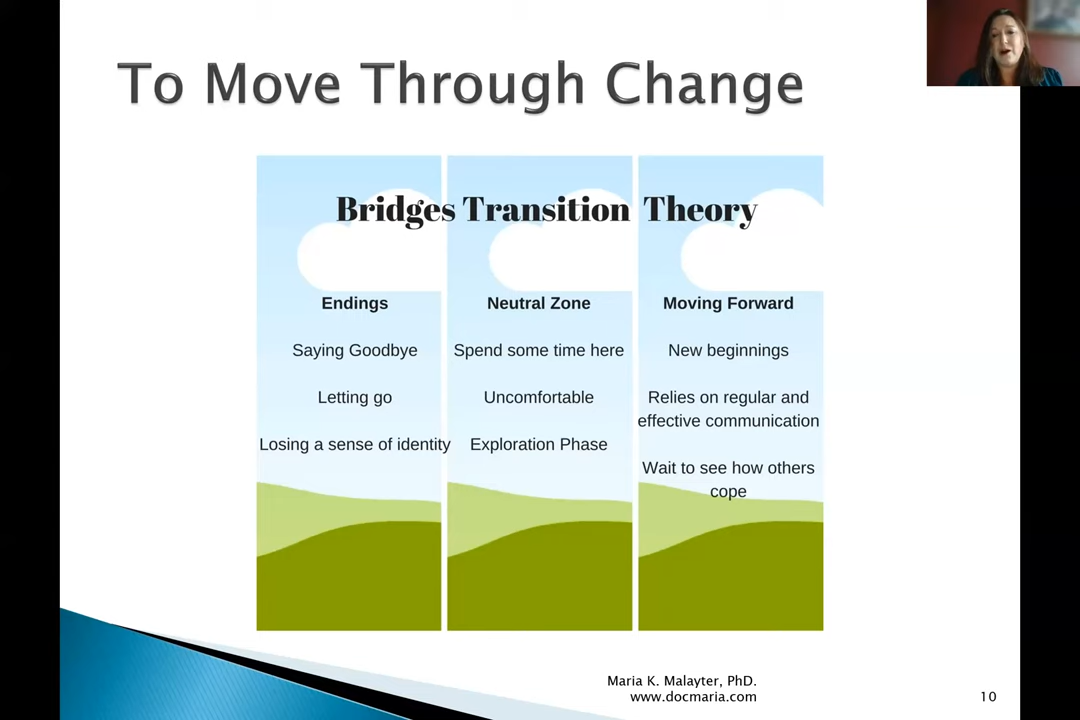 To Move Through Change
Bridges Transition Theory
Endings
Saying Goodbye
Letting go
Losing a sense of identity
Neutral Zone
Spend some time here
Uncomfortable
Exploration Phase
Moving Forward
New beginnings
Relies on regular and
effective communication
Wait to see how others
cope
Maria K. Malayter, PhD.
www.docmaria.com
10